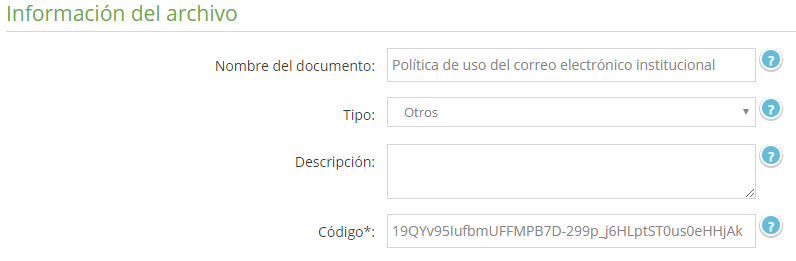 Información del archivo
Nombre del documento: Política de uso del correo electrónico institucional ?
Tipo: Otros ?
Descripción: ?
Código*: 19QYv95IufbmUFFMPB7D-299p_j6HLptST0us0eHHjAk ?